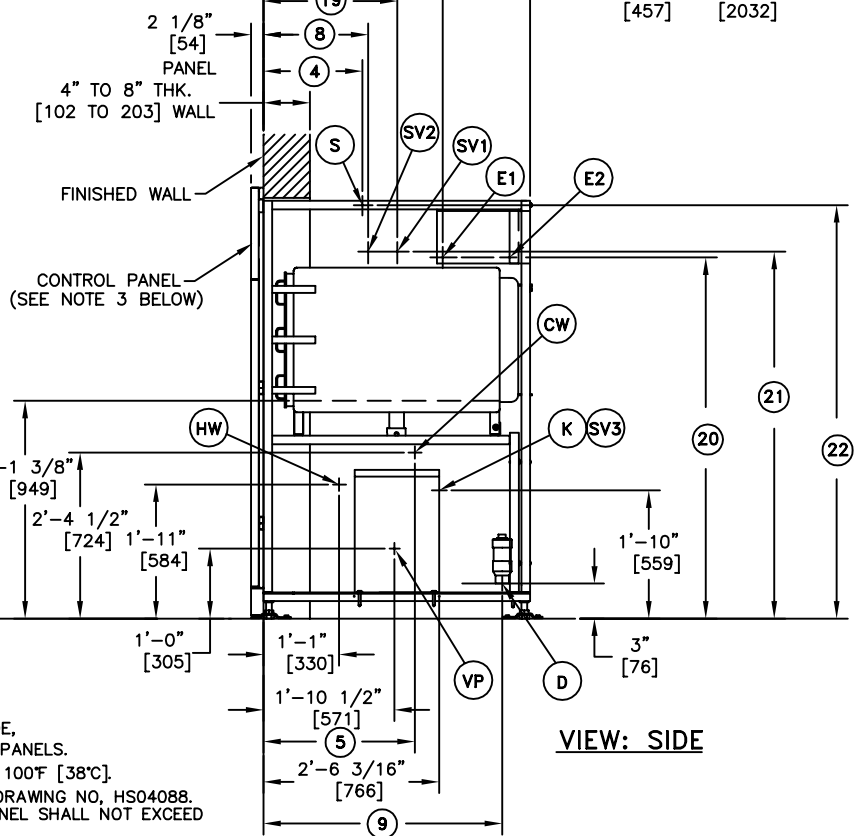 19
[457] [2032]
2 1/8"
[54]
8
PANEL
4
4" TO 8" THK.
[102 TO 203] WALL
S
SV2
SV1
E1
E2
FINISHED WALL
CONTROL PANEL
(SEE NOTE 3 BELOW)
CW
21
HW
K
SV3
20
22
-1 3/8"
[949]
2'-4 1/2"
[724]
1'-11"
[584]
1'-10"
[559]
1'-0"
[305]
1'-1"
[330]
3"
[76]
VP
D
1'-10 1/2"
[571]
5
VIEW: SIDE
2'-6 3/16"
[766]
9
E,
PANELS.
100°F [38°C].
DRAWING NO, HS04088.
NEL SHALL NOT EXCEED